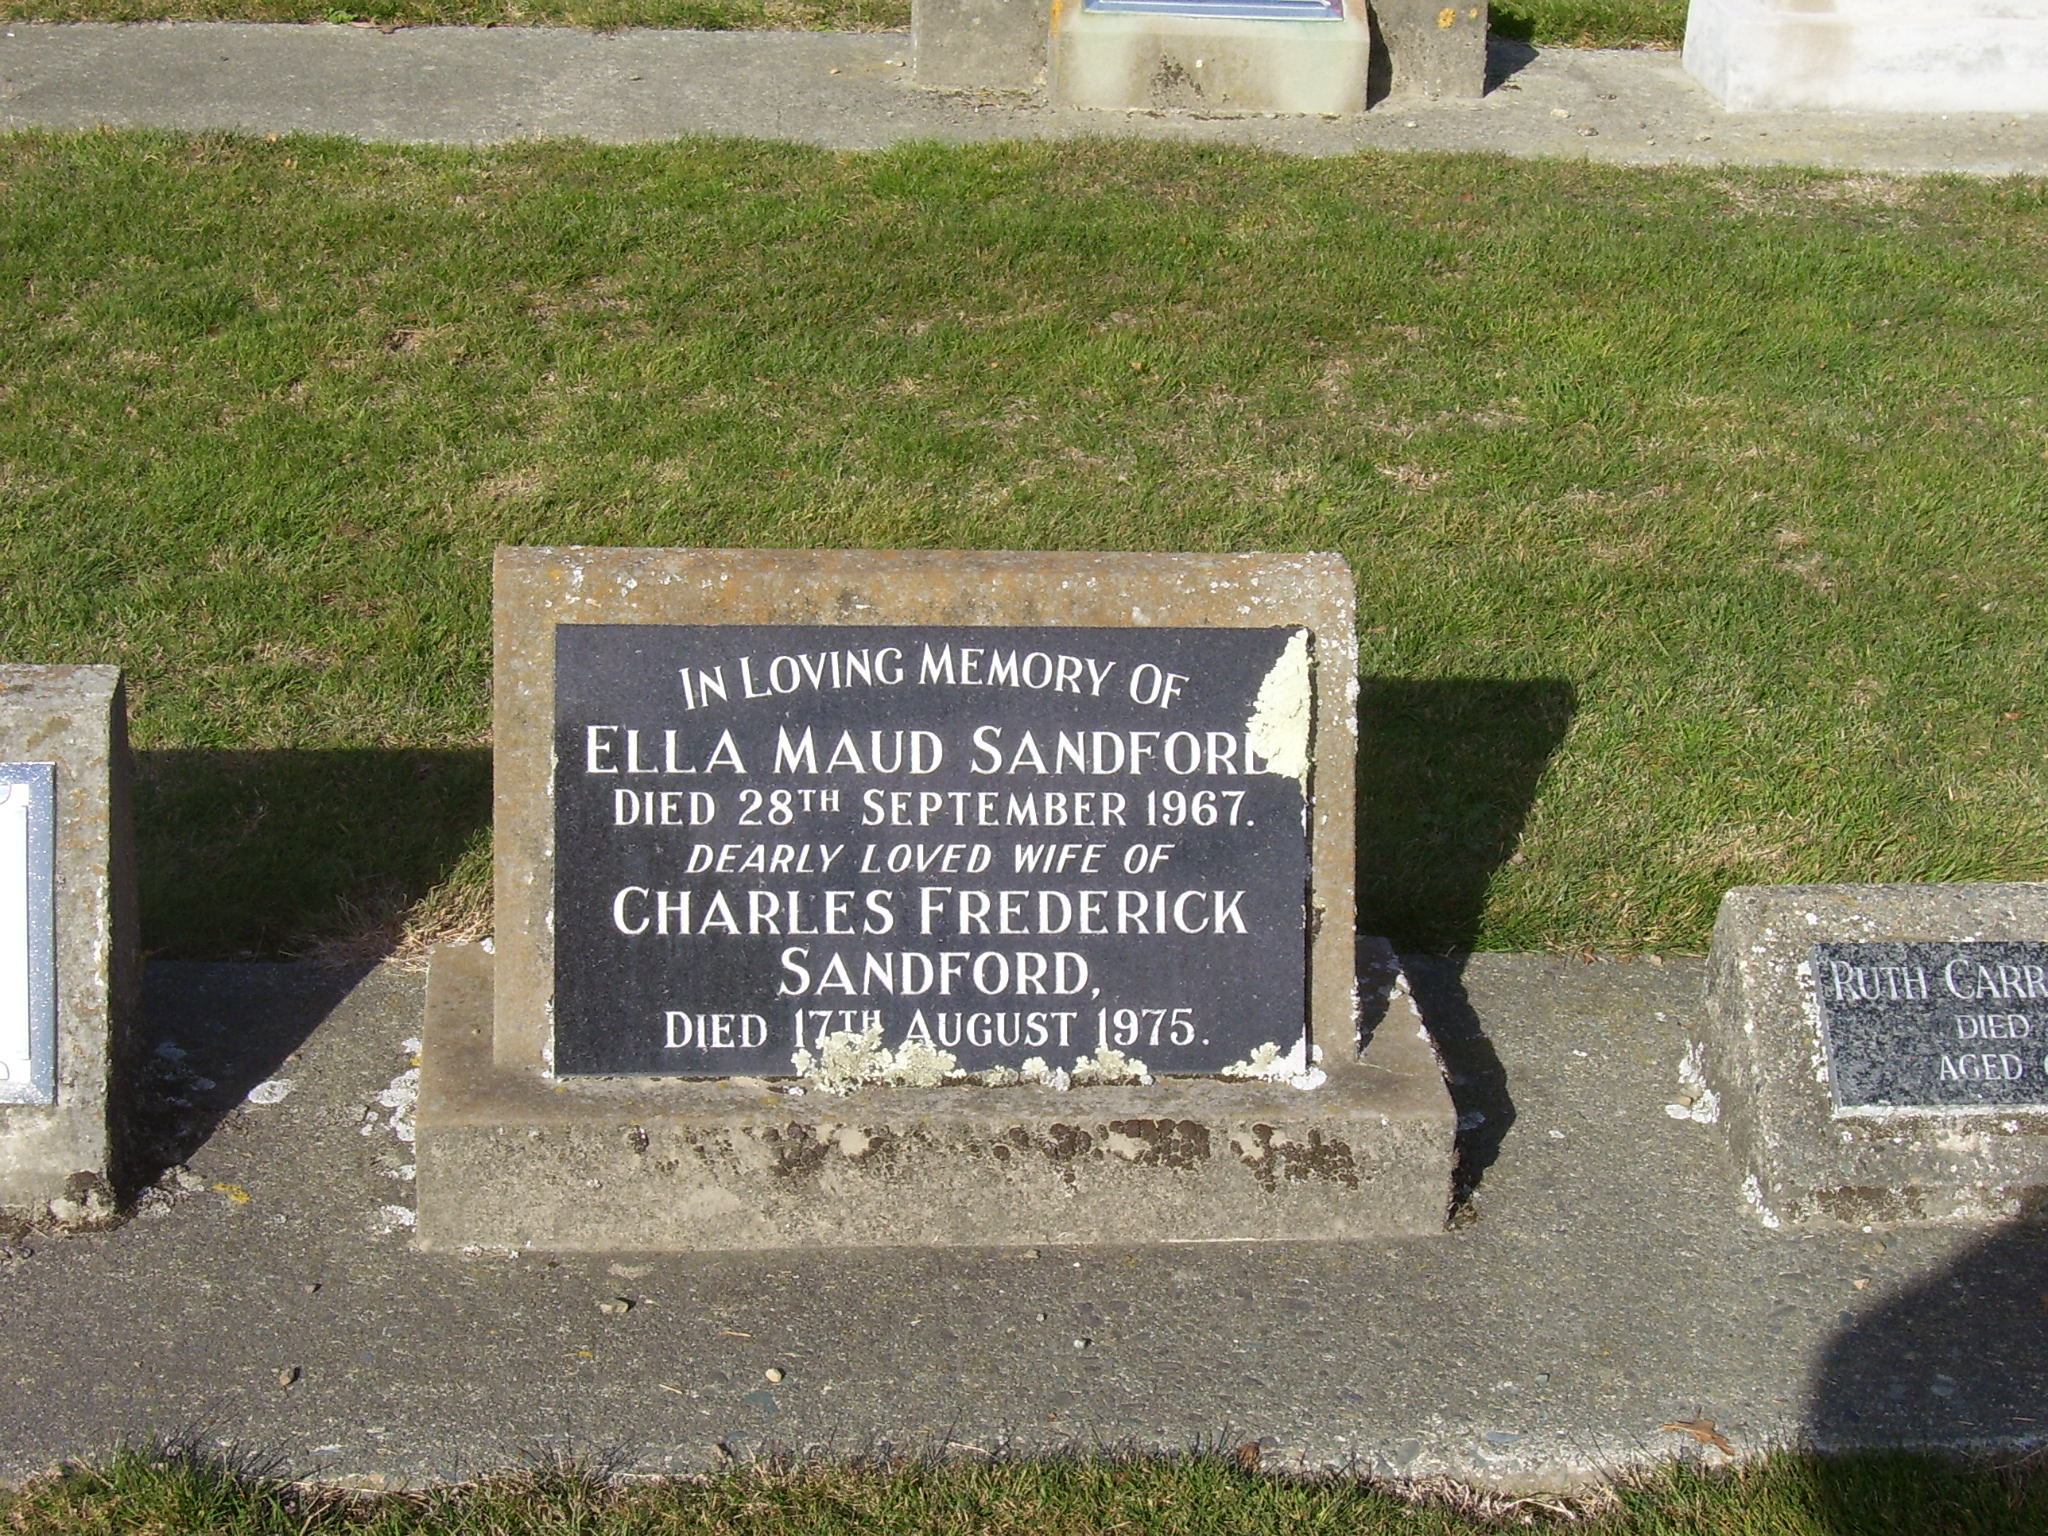 IN LOVING MEMORY OF
ELLA MAUD SANDFORD
DIED 28TH SEPTEMBER 1967.
DEARLY LOVED WIFE OF
CHARLES FREDERICK
SANDFORD,
DIED 17TH AUGUST 1975.
RUTH
DIED
AGED